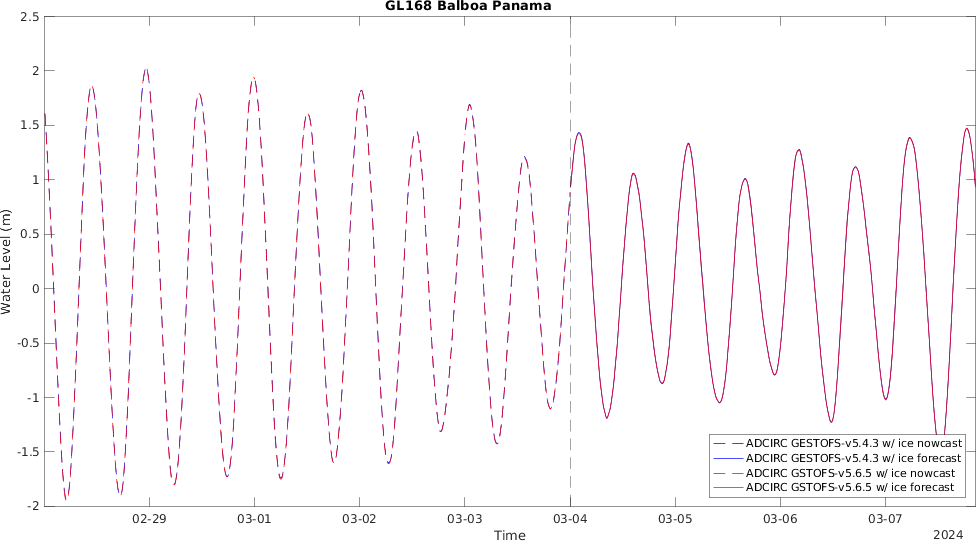 GL168 Balboa Panama
2.5
2
1.5
1
0.5
0
-0.5
-1
-1.5
-2
Water Level (m)
02-29
03-01
03-02
03-03
03-04
03-05
03-06
03-07
Time
2024
ADCIRC GESTOFS-v5.4.3 w/ ice nowcast
ADCIRC GESTOFS-v5.4.3 w/ ice forecast
ADCIRC GSTOFS-v5.6.5 w/ ice nowcast
ADCIRC GSTOFS-v5.6.5 w/ ice forecast